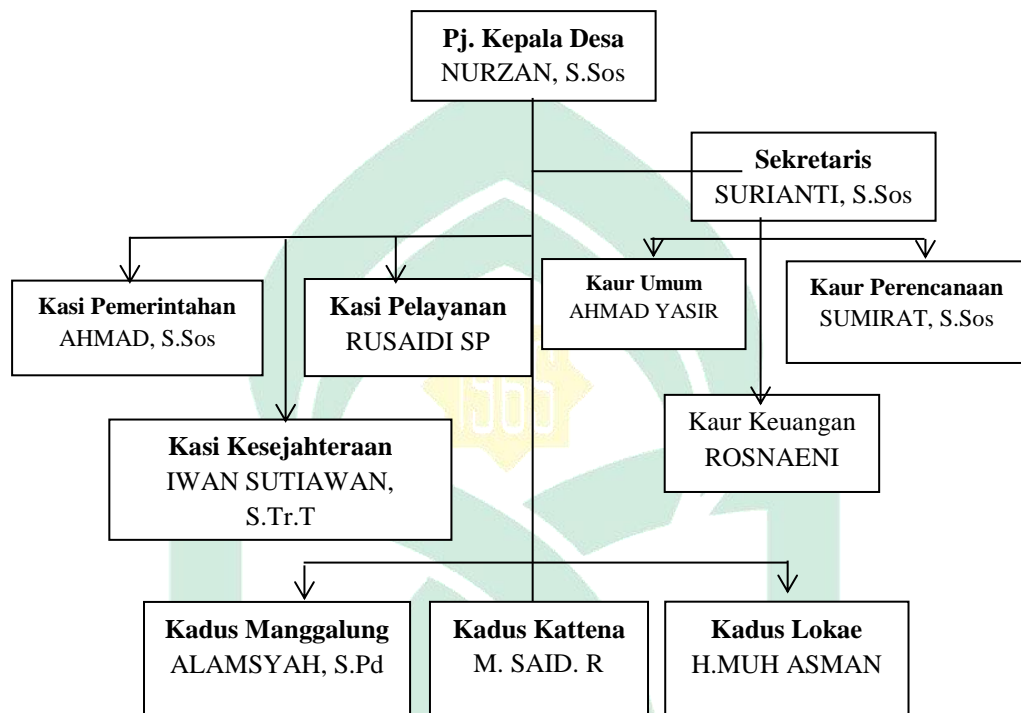 Pj. Kepala Desa
NURZAN, S.Sos
Sekretaris
SURIANTI, S.Sos
Kasi Pemerintahan
AHMAD, S.Sos
Kasi Pelayanan
RUSAIDI SP
Kaur Umum
AHMAD YASIR
Kaur Perencanaan
SUMIRAT, S.Sos
1965
Kasi Kesejahteraan
IWAN SUTIAWAN,
S.Tr.T
Kaur Keuangan
ROSNAENI
Kadus Manggalung
ALAMSYAH, S.Pd
Kadus Kattena
M. SAID. R
Kadus Lokae
H.MUH ASMAN